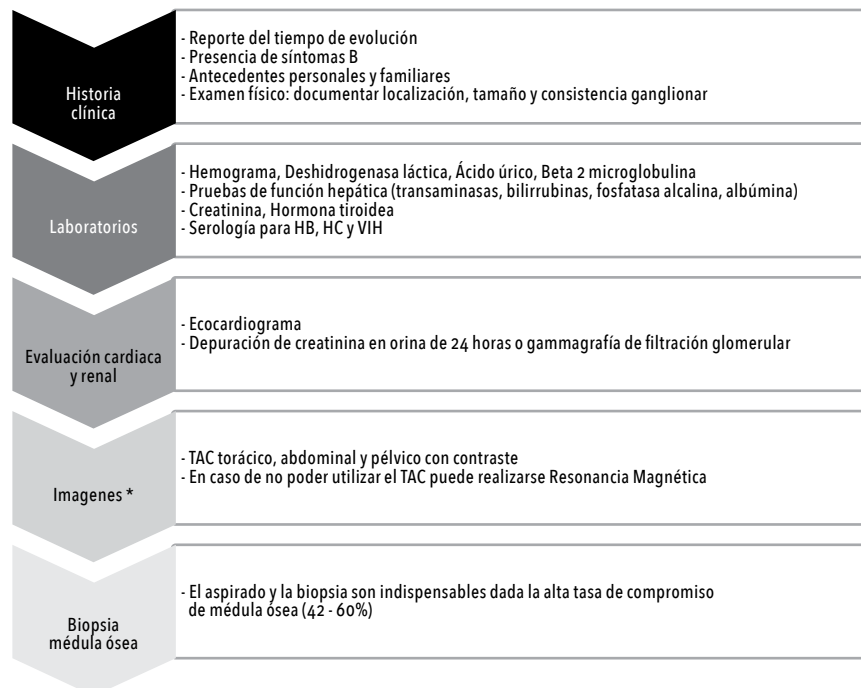 Historia
clínica
- Reporte del tiempo de evolución
- Presencia de síntomas B
- Antecedentes personales y familiares
- Examen físico: documentar localización, tamaño y consistencia ganglionar
Laboratorios
- Hemograma, Deshidrogenasa láctica, Ácido úrico, Beta 2 microglobulina
- Pruebas de función hepática (transaminasas, bilirrubinas, fosfatasa alcalina, albúmina)
- Creatinina, Hormona tiroidea
- Serología para HB, HC y VIH
Evaluación cardiaca
y renal
- Ecocardiograma
- Depuración de creatinina en orina de 24 horas o gammagrafía de filtración glomerular
Imagenes *
- TAC torácico, abdominal y pélvico con contraste
- En caso de no poder utilizar el TAC puede realizarse Resonancia Magnética
Biopsia
médula ósea
- El aspirado y la biopsia son indispensables dada la alta tasa de compromiso
de médula ósea (42 - 60%)